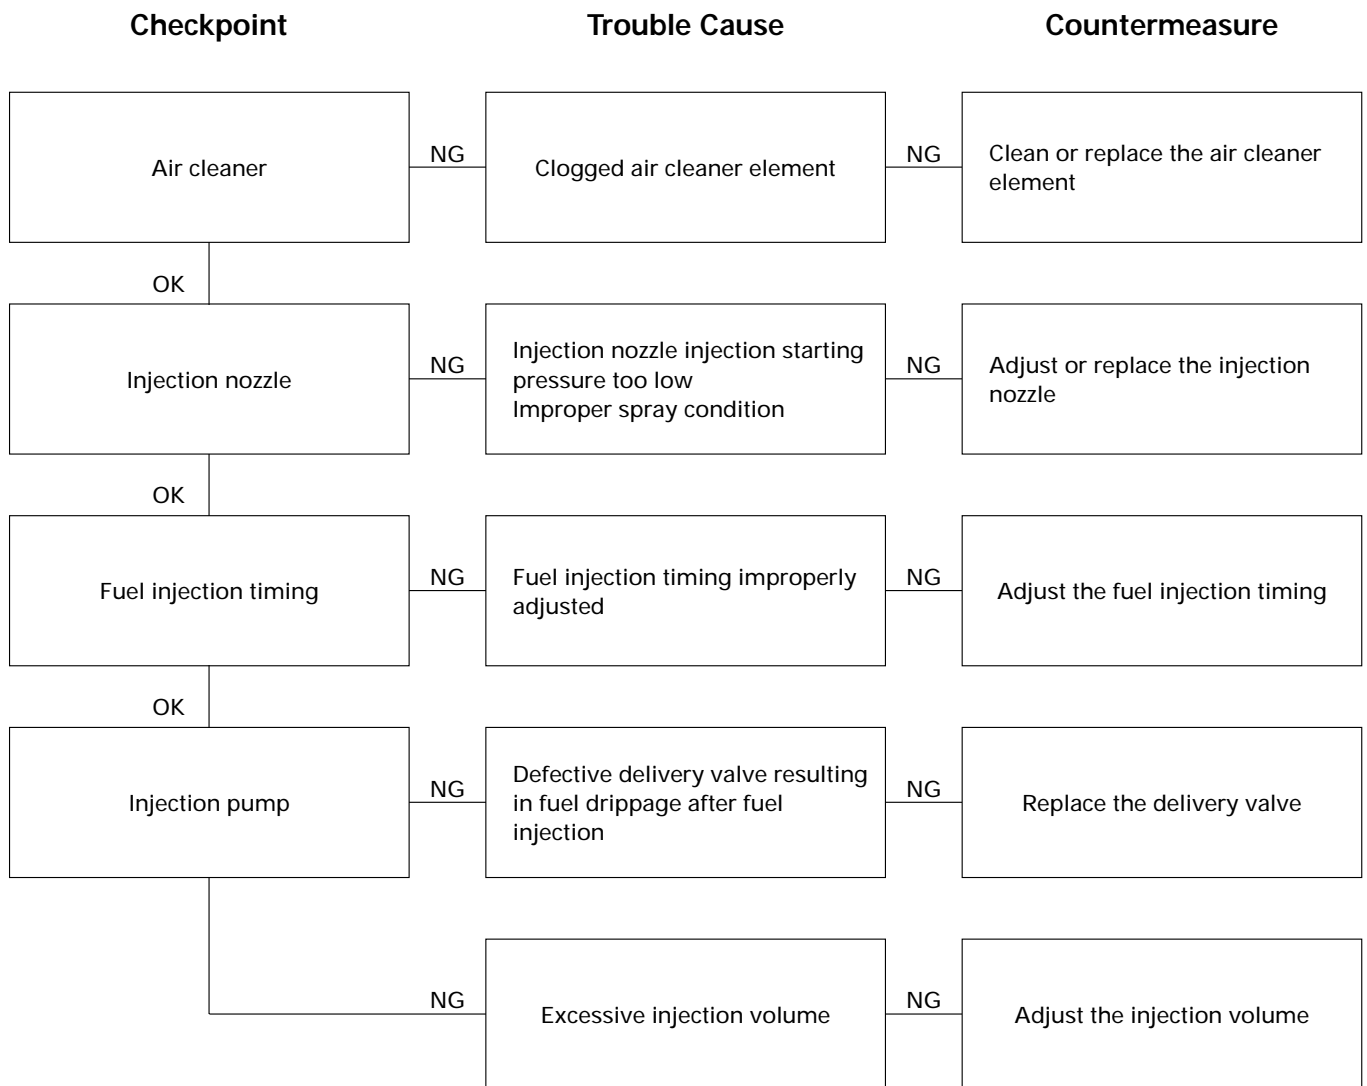 Checkpoint
Trouble Cause
Countermeasure
Air cleaner
NG
Clogged air cleaner element
NG
Clean or replace the air cleaner
element
OK
Injection nozzle
NG
Injection nozzle injection starting
pressure too low
Improper spray condition
NG
Adjust or replace the injection
nozzle
OK
Fuel injection timing
NG
Fuel injection timing improperly
adjusted
NG
Adjust the fuel injection timing
OK
Injection pump
NG
Defective delivery valve resulting
in fuel drippage after fuel
injection
NG
Replace the delivery valve
NG
Excessive injection volume
NG
Adjust the injection volume